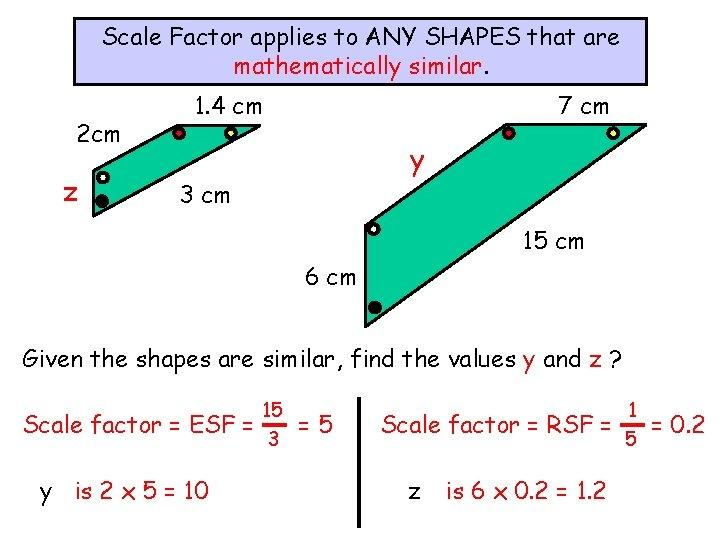 Scale Factor applies to ANY SHAPES that are
mathematically similar.
1.4 cm
7 cm
2cm
y
z
3 cm
15 cm
6 cm
Given the shapes are similar, find the values y and z ?
Scale factor = ESF = 15/3 = 5
Scale factor = RSF = 1/5 = 0.2
y is 2 x 5 = 10
z is 6 x 0.2 = 1.2